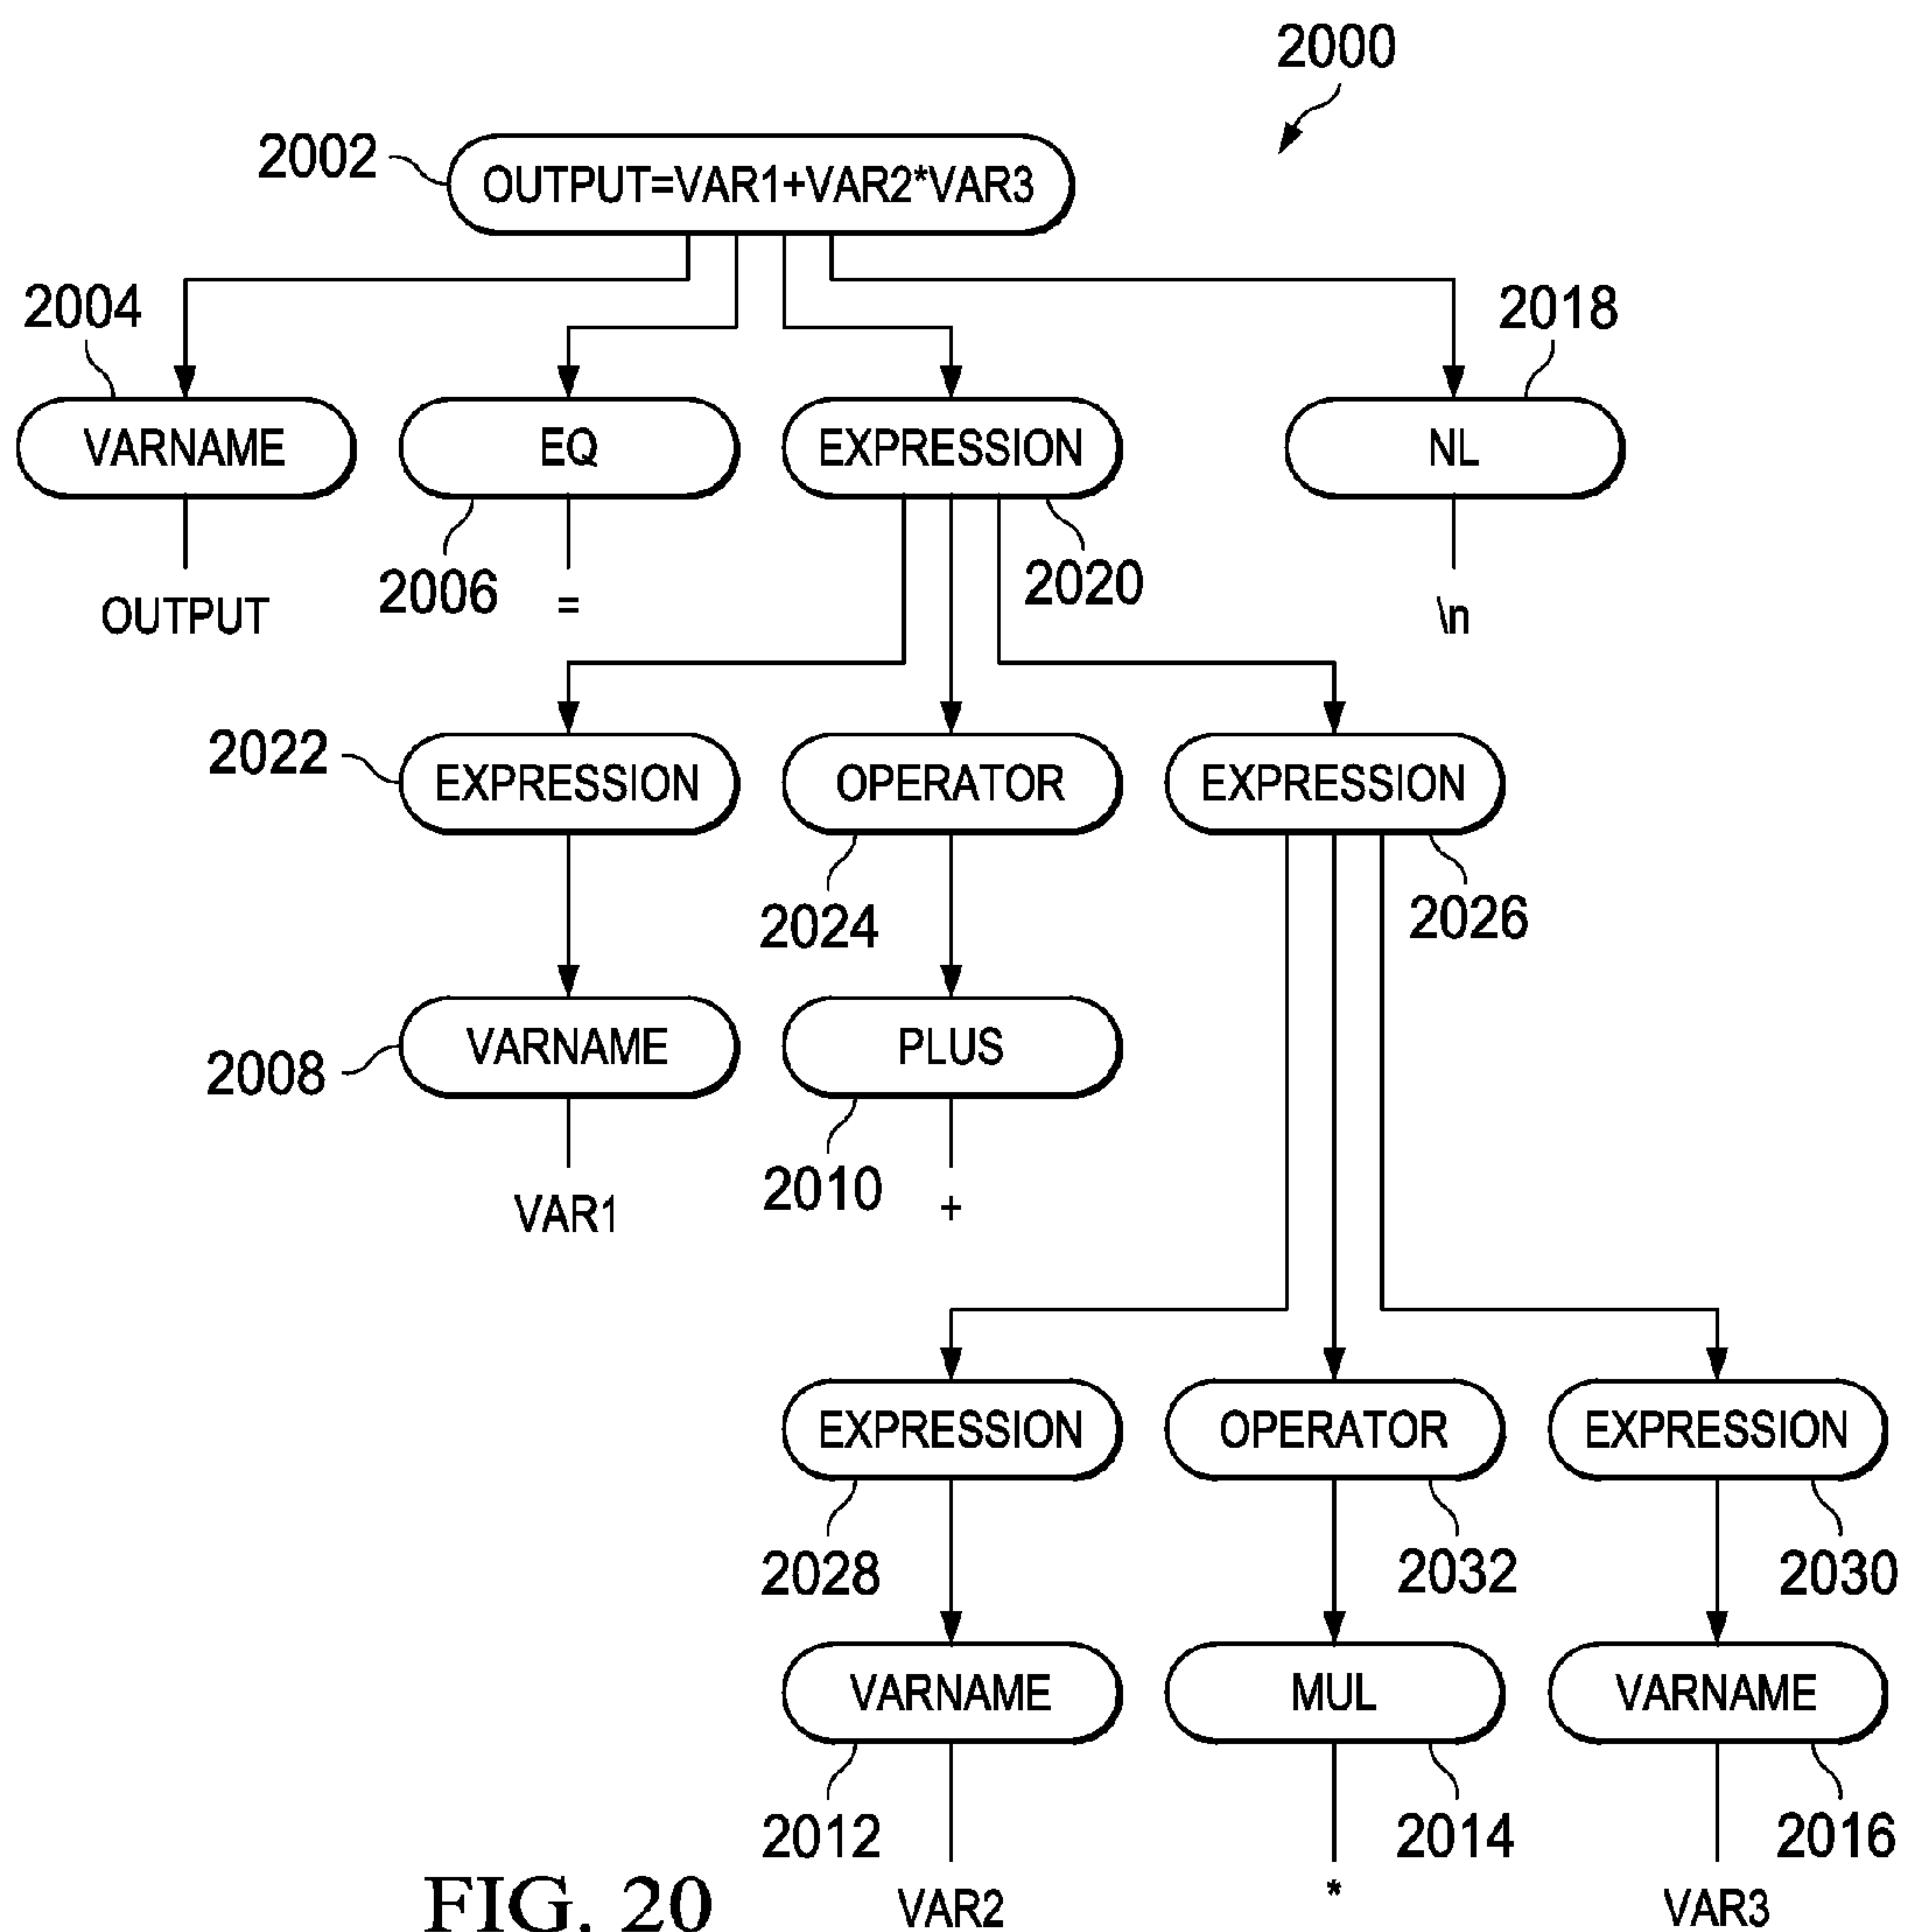 2000
2002
OUTPUT=VAR1+VAR2*VAR3
2004
2018
VARNAME
EQ
EXPRESSION
NL
2006
2020
OUTPUT
=
\n
2022
EXPRESSION
OPERATOR
EXPRESSION
2024
2026
2008
VARNAME
PLUS
2010
VAR1
+
EXPRESSION
OPERATOR
EXPRESSION
2028
2032
2030
VARNAME
MUL
VARNAME
2012
2014
2016
FIG. 20
VAR2
*
VAR3